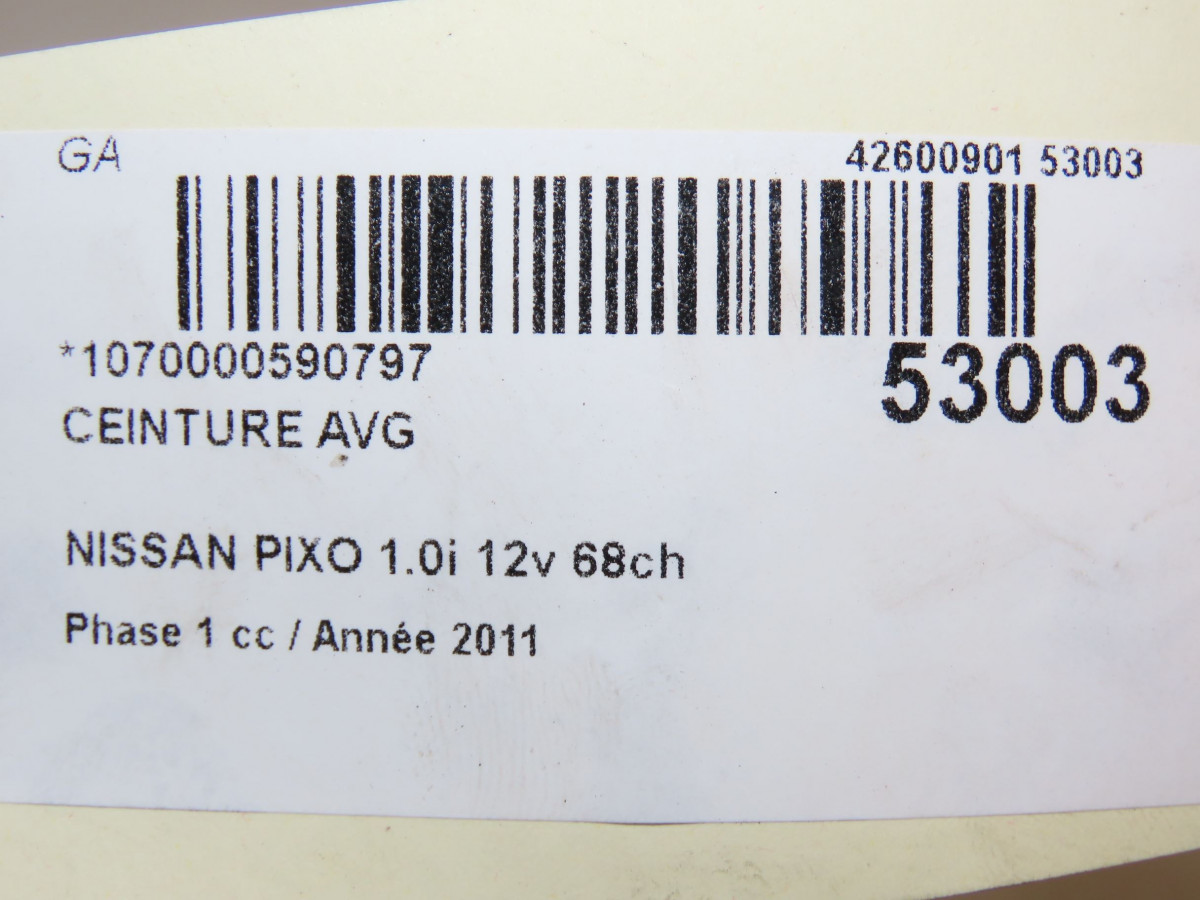 GA 42600901 53003
*1070000590797 53003
CEINTURE AVG
NISSAN PIXO 1.0i 12v 68ch
Phase 1 cc / Année 2011